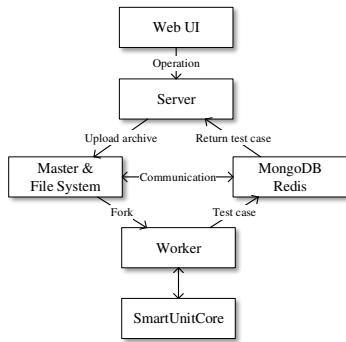 Web UI
Operation
Server
Upload archive
Return test case
Master &
File System
Communication
MongoDB
Redis
Fork
Test case
Worker
SmartUnitCore